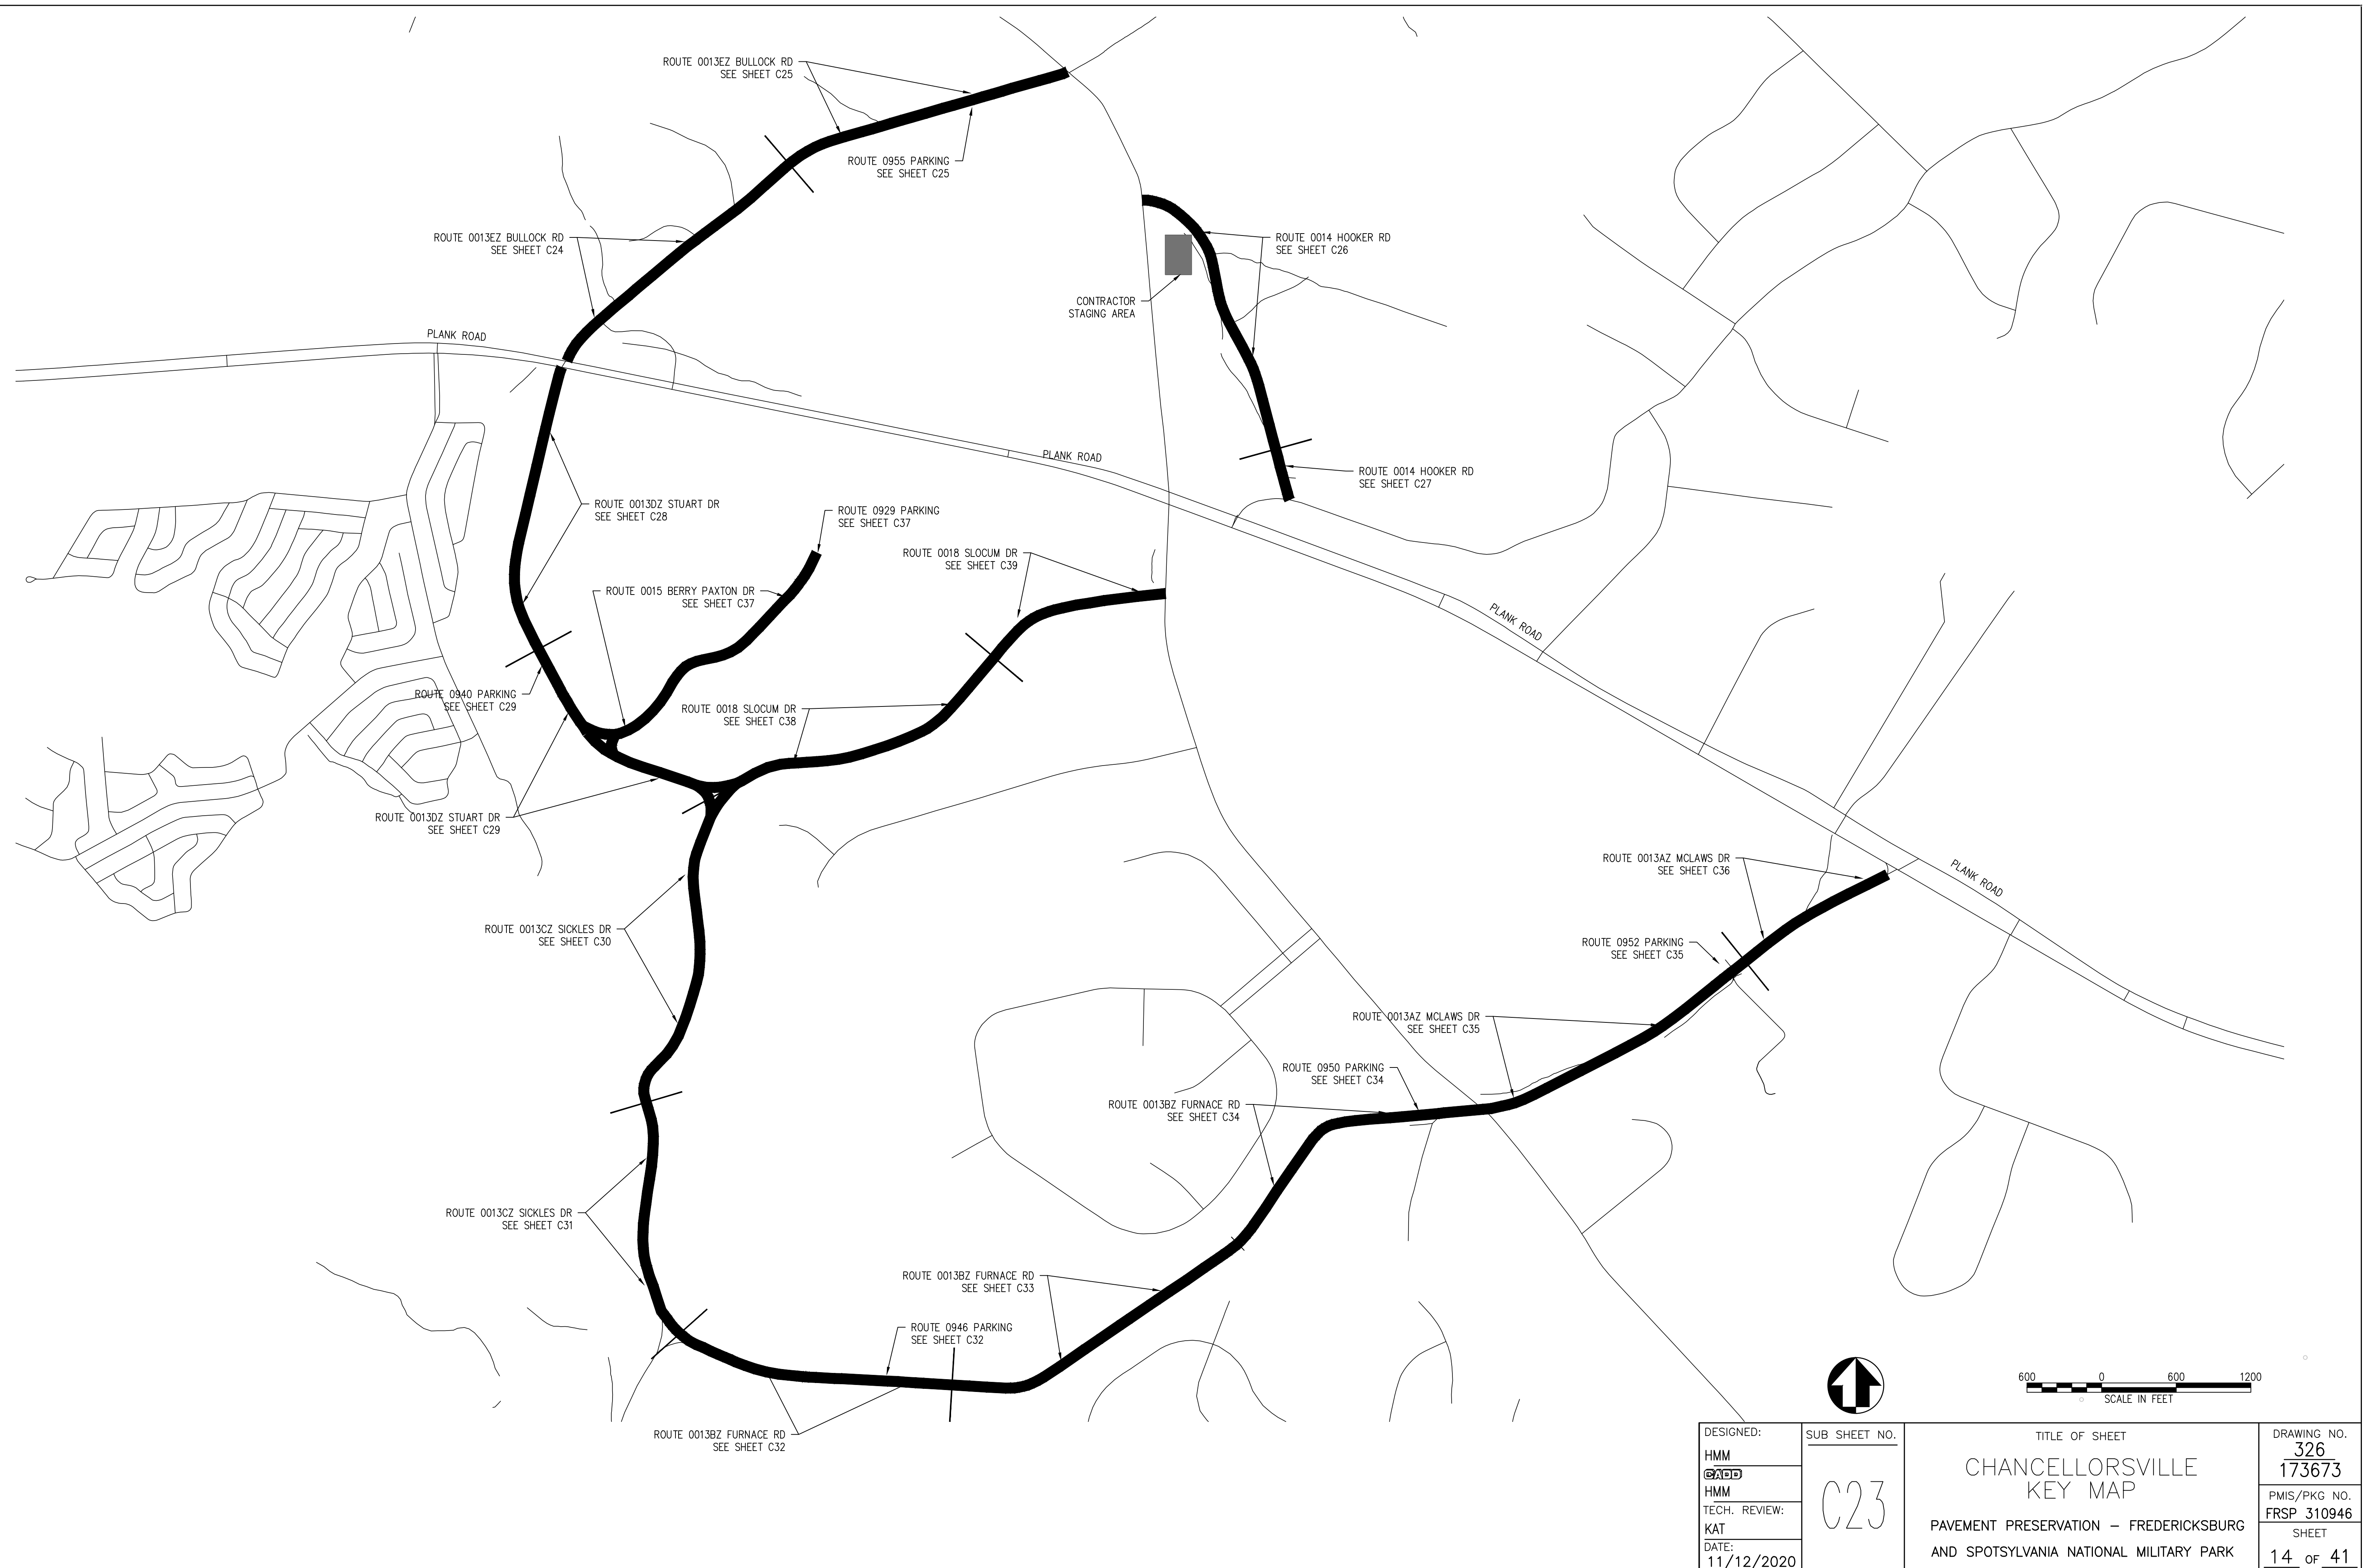 ROUTE 0013EZ BULLOCK RD
SEE SHEET C25
ROUTE 0955 PARKING
SEE SHEET C25
ROUTE 0013EZ BULLOCK RD
SEE SHEET C24
ROUTE 0014 HOOKER RD
SEE SHEET C26
CONTRACTOR
STAGING AREA
PLANK ROAD
PLANK ROAD
ROUTE 0014 HOOKER RD
SEE SHEET C27
ROUTE 0013DZ STUART DR
SEE SHEET C28
ROUTE 0929 PARKING
SEE SHEET C37
ROUTE 0018 SLOCUM DR
SEE SHEET C39
ROUTE 0015 BERRY PAXTON DR
SEE SHEET C37
PLANK ROAD
ROUTE 0940 PARKING
SEE SHEET C29
ROUTE 0018 SLOCUM DR
SEE SHEET C38
ROUTE 0013DZ STUART DR
SEE SHEET C29
ROUTE 0013AZ MCLAWS DR
SEE SHEET C36
PLANK ROAD
ROUTE 0013CZ SICKLES DR
SEE SHEET C30
ROUTE 0952 PARKING
SEE SHEET C35
ROUTE 0013AZ MCLAWS DR
SEE SHEET C35
ROUTE 0950 PARKING
SEE SHEET C34
ROUTE 0013BZ FURNACE RD
SEE SHEET C34
ROUTE 0013CZ SICKLES DR
SEE SHEET C31
ROUTE 0013BZ FURNACE RD
SEE SHEET C33
ROUTE 0946 PARKING
SEE SHEET C32
ROUTE 0013BZ FURNACE RD
SEE SHEET C32
600 0 600 1200
SCALE IN FEET
DESIGNED:
HMM
CADD
HMM
TECH. REVIEW:
KAT
DATE:
11/12/2020
SUB SHEET NO.
C23
TITLE OF SHEET
CHANCELLORSVILLE
KEY MAP
PAVEMENT PRESERVATION – FREDERICKSBURG
AND SPOTSYLVANIA NATIONAL MILITARY PARK
DRAWING NO.
326
173673
PMIS/PKG NO.
FRSP 310946
SHEET
14 OF 41